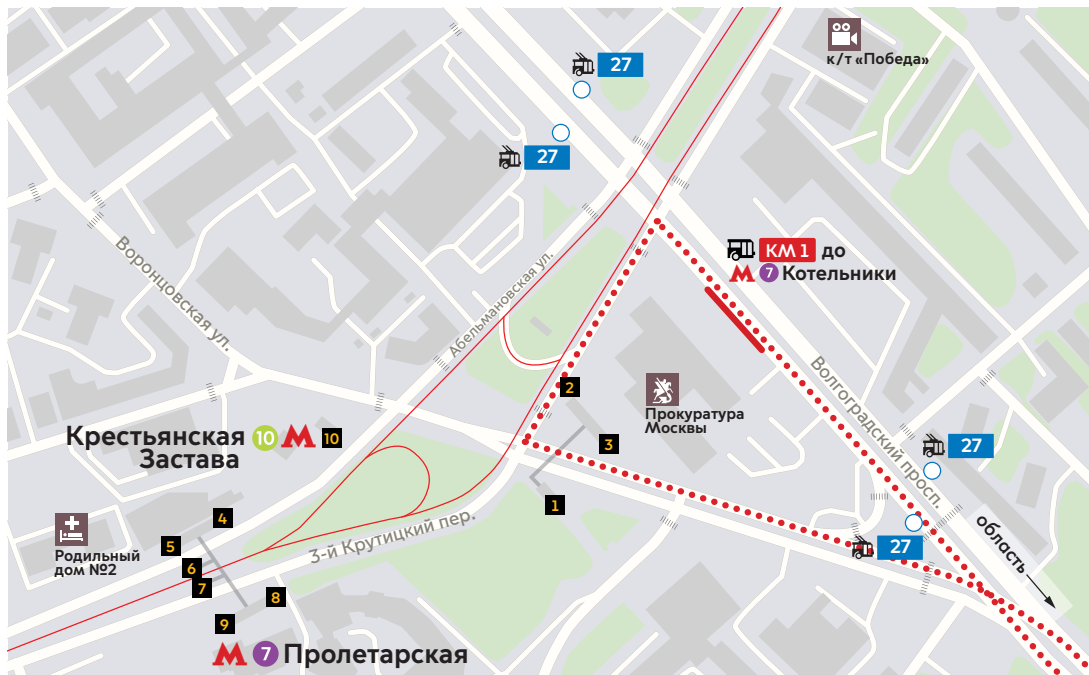 к/т «Победа»
27
27
КМ 1 до
М 7 Котельники
Воронцовская ул.
Абельмановская ул.
Волгоградский просп.
2
Прокуратура
Москвы
3
Крестьянская 10 М 10
Застава
27
1
4
3-й Крутицкий пер.
область
5
Родильный
дом №2
6
27
7
8
9
М 7 Пролетарская